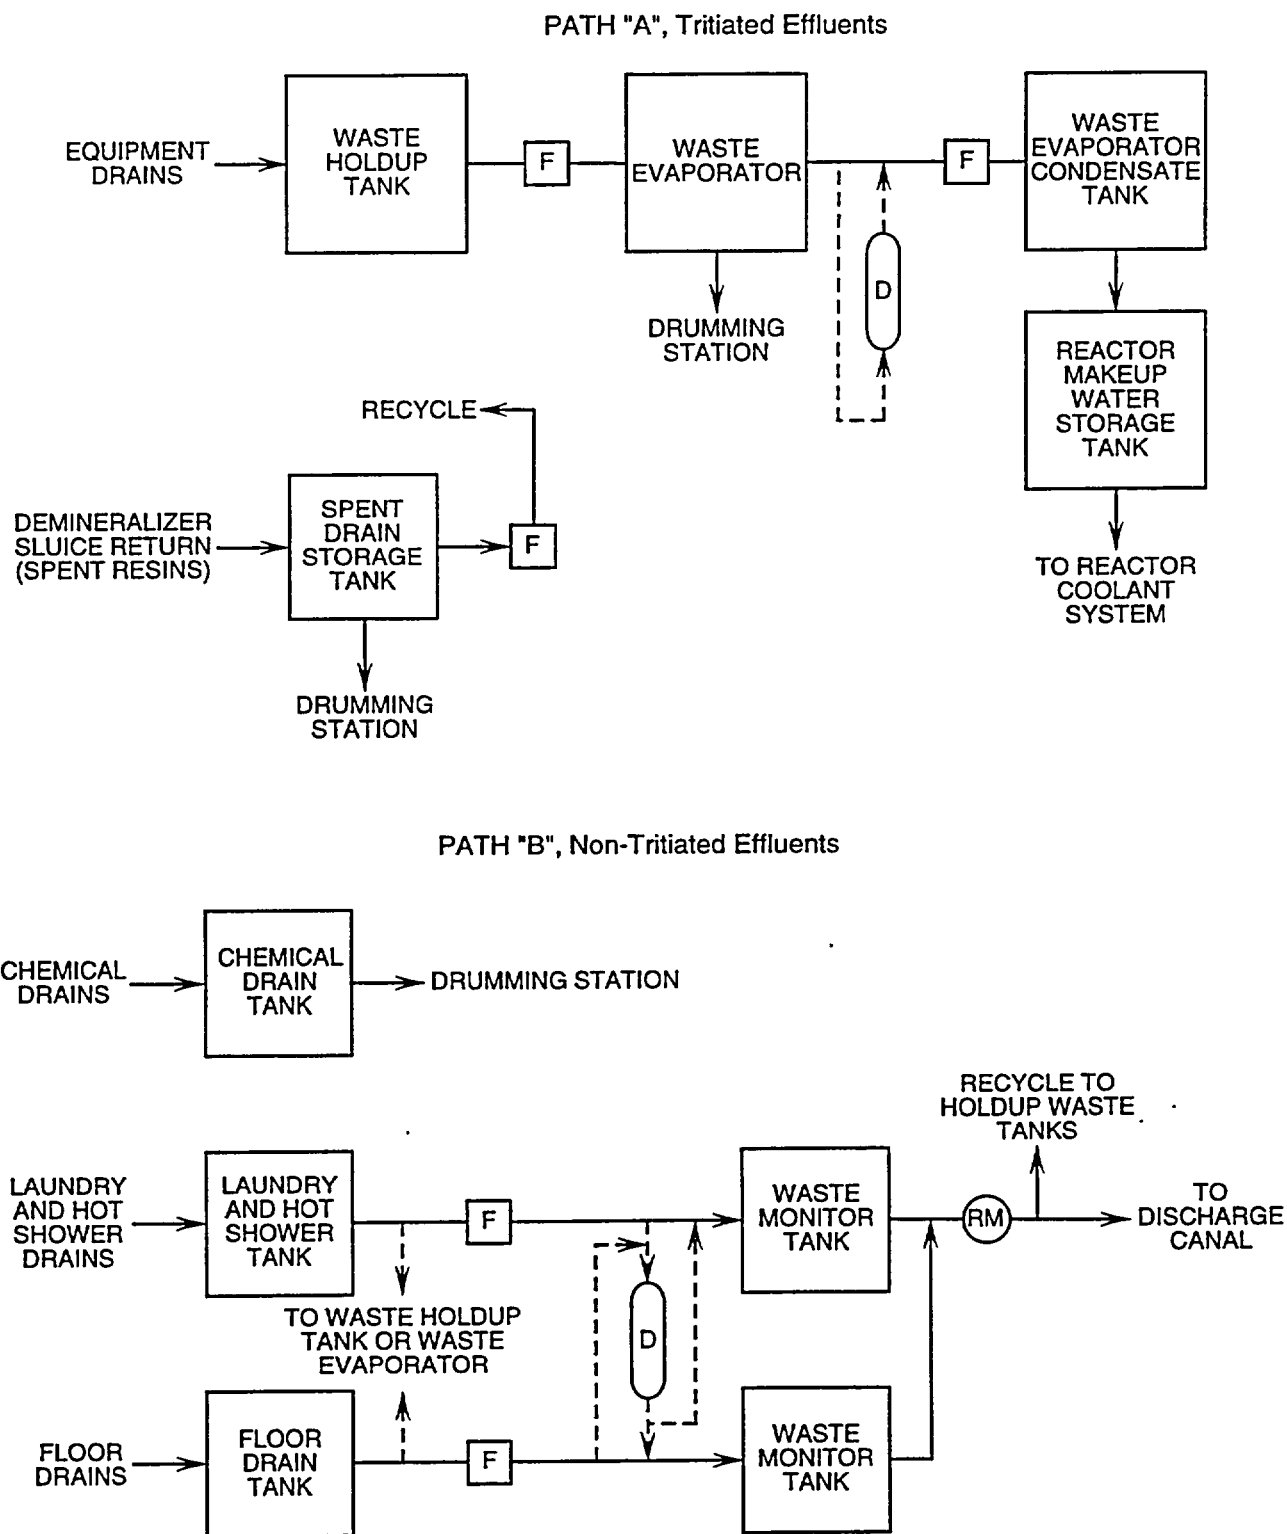 PATH "A", Tritiated Effluents
EQUIPMENT
DRAINS
WASTE
HOLDUP
TANK
F
WASTE
EVAPORATOR
F
WASTE
EVAPORATOR
CONDENSATE
TANK
DRUMMING
STATION
D
REACTOR
MAKEUP
WATER
STORAGE
TANK
TO REACTOR
COOLANT
SYSTEM
RECYCLE
DEMINERALIZER
SLUICE RETURN
(SPENT RESINS)
SPENT
DRAIN
STORAGE
TANK
F
DRUMMING
STATION
PATH "B", Non-Tritiated Effluents
CHEMICAL
DRAINS
CHEMICAL
DRAIN
TANK
DRUMMING STATION
LAUNDRY
AND HOT
SHOWER
DRAINS
LAUNDRY
AND HOT
SHOWER
TANK
F
WASTE
MONITOR
TANK
RM
RECYCLE TO
HOLDUP WASTE
TANKS
TO
DISCHARGE
CANAL
TO WASTE HOLDUP
TANK OR WASTE
EVAPORATOR
D
FLOOR
DRAINS
FLOOR
DRAIN
TANK
F
WASTE
MONITOR
TANK